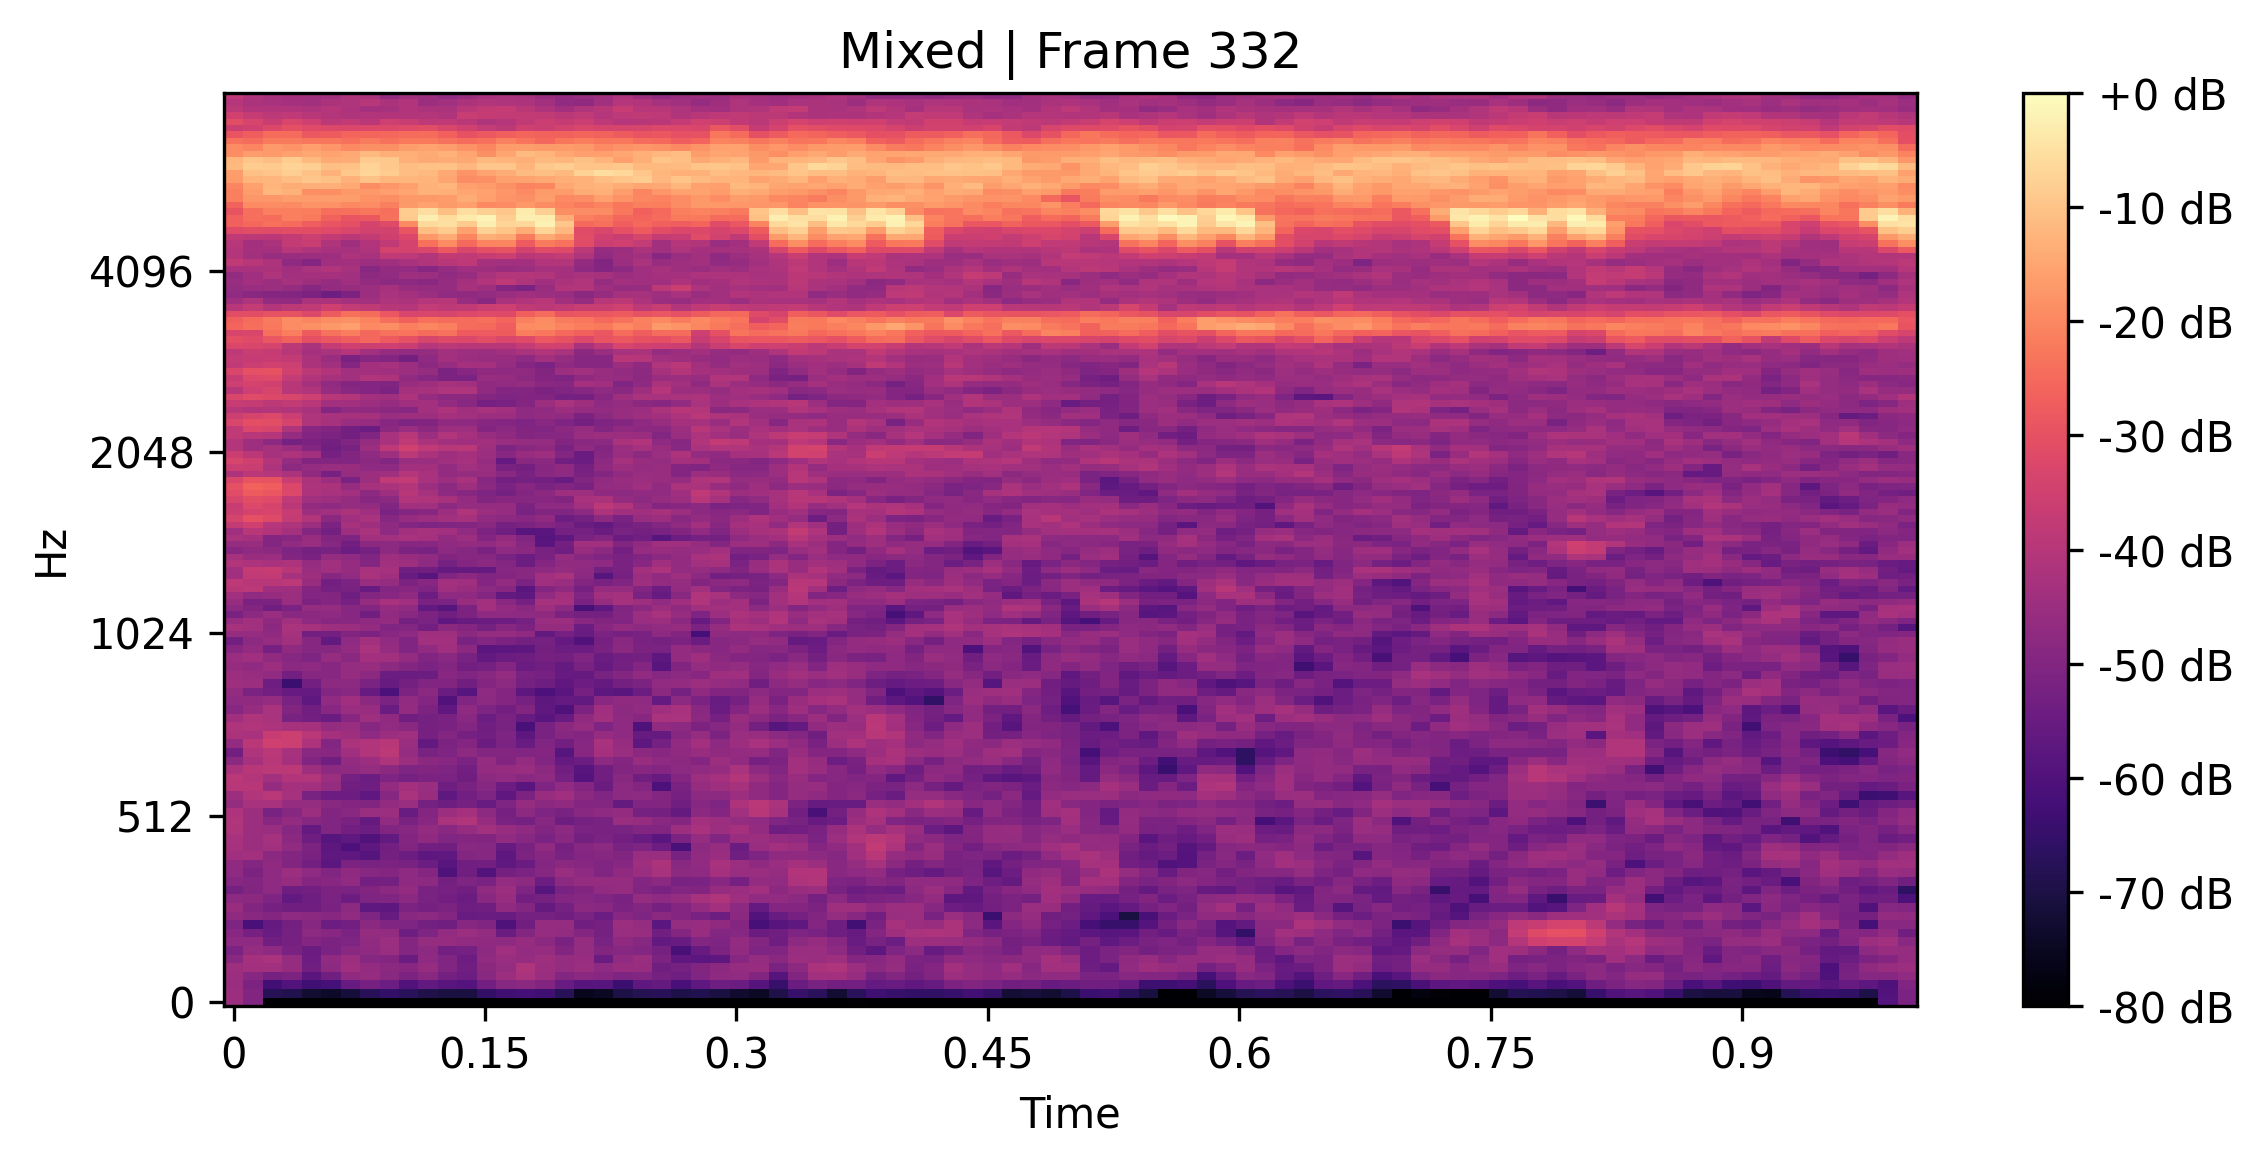 Mixed | Frame 332
+0 dB
-10 dB
-20 dB
-30 dB
-40 dB
-50 dB
-60 dB
-70 dB
-80 dB
Hz
4096
2048
1024
512
0
0 0.15 0.3 0.45 0.6 0.75 0.9
Time